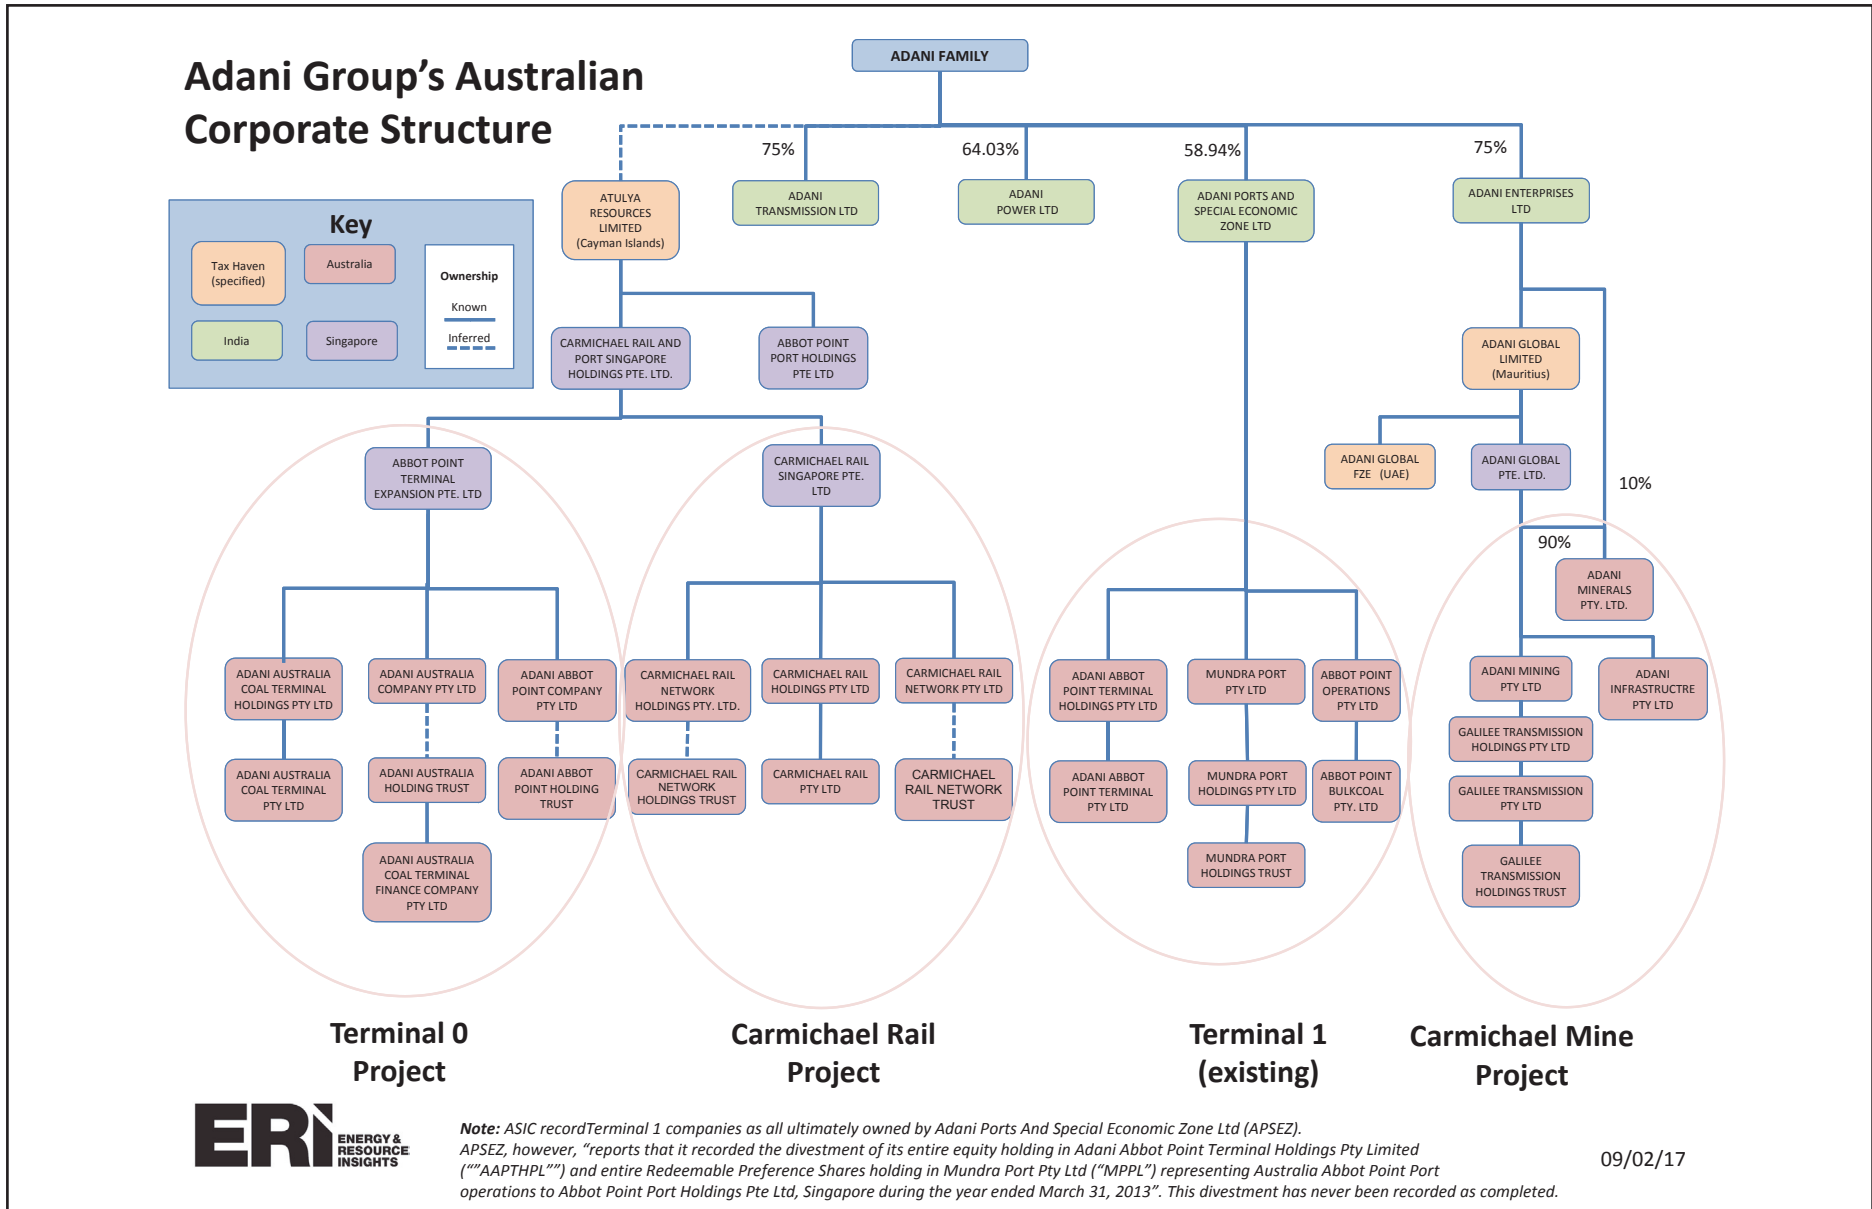 Adani Group's Australian
Corporate Structure
ADANI FAMILY
75%
64.03%
58.94%
75%
ATULYA
RESOURCES
LIMITED
(Cayman Islands)
ADANI
TRANSMISSION LTD
ADANI
POWER LTD
ADANI PORTS AND
SPECIAL ECONOMIC
ZONE LTD
ADANI ENTERPRISES
LTD
Key
Tax Haven
(specified)
Australia
India
Singapore
Ownership
Known
Inferred
CARMICHAEL RAIL AND
PORT SINGAPORE
HOLDINGS PTE. LTD.
ABBOT POINT
PORT HOLDINGS
PTE LTD
ADANI GLOBAL
LIMITED
(Mauritius)
ABBOT POINT
TERMINAL
EXPANSION PTE. LTD
CARMICHAEL RAIL
SINGAPORE PTE.
LTD
ADANI GLOBAL
FZE (UAE)
ADANI GLOBAL
PTE. LTD.
10%
90%
ADANI
MINERALS
PTY. LTD.
ADANI AUSTRALIA
COAL TERMINAL
HOLDINGS PTY LTD
ADANI AUSTRALIA
COMPANY PTY LTD
ADANI ABBOT
POINT COMPANY
PTY LTD
CARMICHAEL RAIL
NETWORK
HOLDINGS PTY. LTD.
CARMICHAEL RAIL
HOLDINGS PTY LTD
CARMICHAEL RAIL
NETWORK PTY LTD
ADANI ABBOT
POINT TERMINAL
HOLDINGS PTY LTD
MUNDRA PORT
PTY LTD
ABBOT POINT
OPERATIONS
PTY LTD
ADANI MINING
PTY LTD
ADANI
INFRASTRUCTRE
PTY LTD
GALILEE TRANSMISSION
HOLDINGS PTY LTD
ADANI AUSTRALIA
COAL TERMINAL
PTY LTD
ADANI AUSTRALIA
HOLDING TRUST
ADANI ABBOT
POINT HOLDING
TRUST
CARMICHAEL RAIL
NETWORK
HOLDINGS TRUST
CARMICHAEL RAIL
PTY LTD
CARMICHAEL
RAIL NETWORK
TRUST
ADANI ABBOT
POINT TERMINAL
PTY LTD
MUNDRA PORT
HOLDINGS PTY LTD
ABBOT POINT
BULKCOAL
PTY. LTD
GALILEE TRANSMISSION
PTY LTD
ADANI AUSTRALIA
COAL TERMINAL
FINANCE COMPANY
PTY LTD
MUNDRA PORT
HOLDINGS TRUST
GALILEE
TRANSMISSION
HOLDINGS TRUST
Terminal 0
Project
Carmichael Rail
Project
Terminal 1
(existing)
Carmichael Mine
Project
ERi
ENERGY &
RESOURCE
INSIGHTS
Note: ASIC recordTerminal 1 companies as all ultimately owned by Adani Ports And Special Economic Zone Ltd (APSEZ).
APSEZ, however, “reports that it recorded the divestment of its entire equity holding in Adani Abbot Point Terminal Holdings Pty Limited
(“”AAPTHPL””) and entire Redeemable Preference Shares holding in Mundra Port Pty Ltd (“MPPL”) representing Australia Abbot Point Port
operations to Abbot Point Port Holdings Pte Ltd, Singapore during the year ended March 31, 2013”. This divestment has never been recorded as completed.
09/02/17